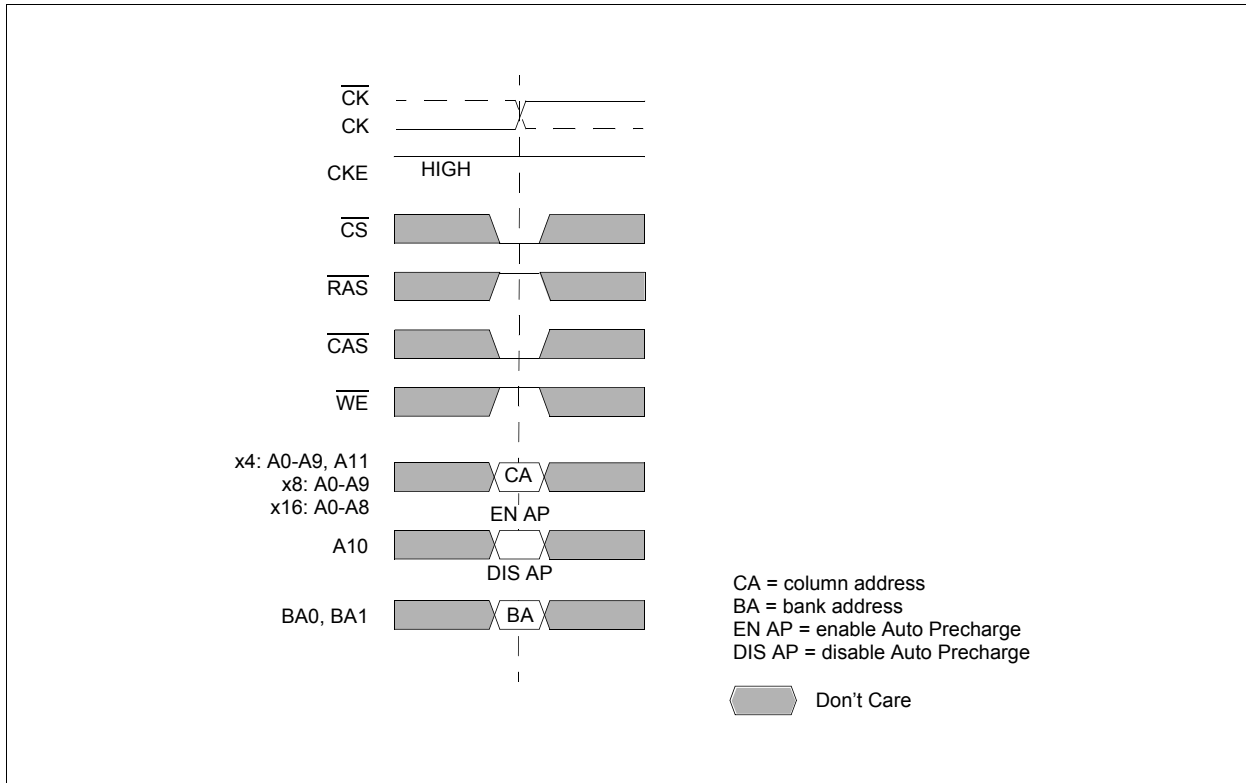 CK
CK
CKE
HIGH
CS
RAS
CAS
WE
x4: A0-A9, A11
x8: A0-A9
x16: A0-A8
CA
EN AP
A10
DIS AP
BA0, BA1
BA
CA = column address
BA = bank address
EN AP = enable Auto Precharge
DIS AP = disable Auto Precharge
Don't Care